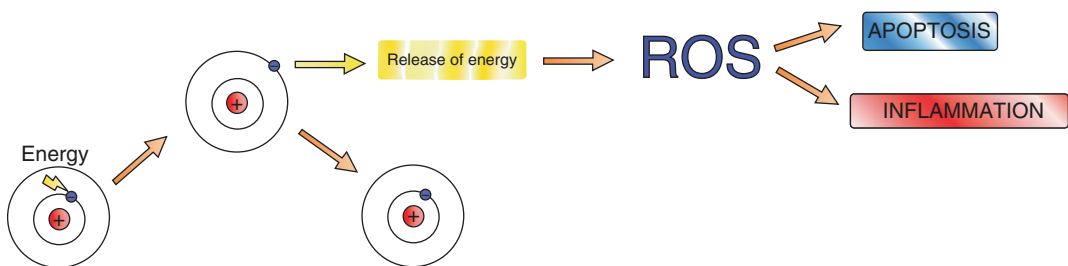 Energy
+
−
+
−
+
−
Release of energy
ROS
APOPTOSIS
INFLAMMATION